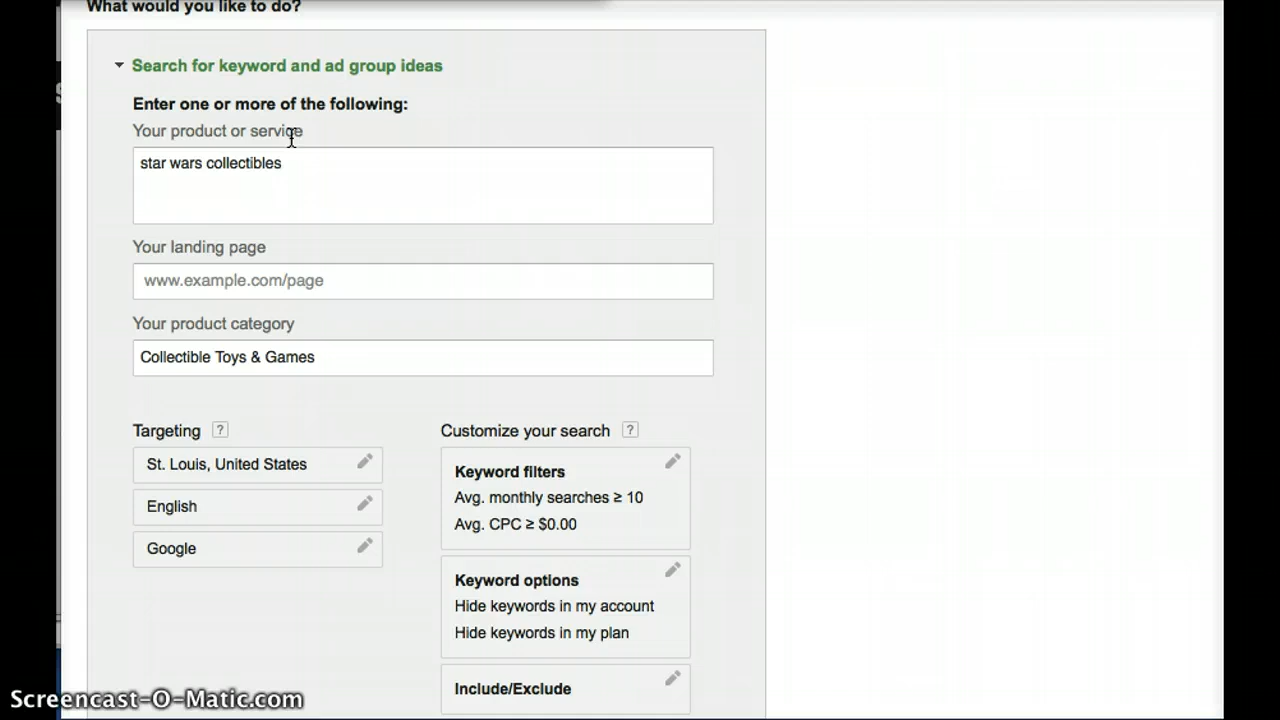 What would you like to do?
Search for keyword and ad group ideas
Enter one or more of the following:
Your product or service
star wars collectibles
Your landing page
www.example.com/page
Your product category
Collectible Toys & Games
Targeting ?
St. Louis, United States
English
Google
Customize your search ?
Keyword filters
Avg. monthly searches ≥ 10
Avg. CPC ≥ $0.00
Keyword options
Hide keywords in my account
Hide keywords in my plan
Include/Exclude
Screencast-O-Matic.com